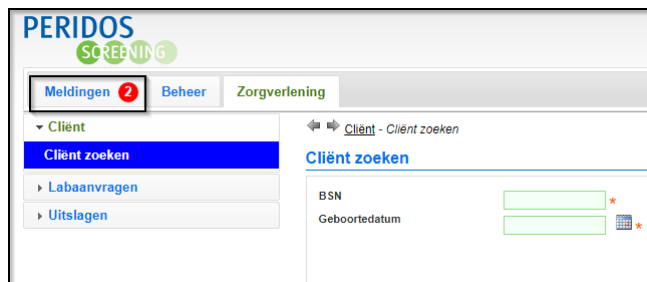 PERIDOS
SCREENING
Meldingen 2 Beheer Zorgverlening
Cliënt
Cliënt zoeken
Labaanvragen
Uitslagen
Cliënt - Cliënt zoeken
Cliënt zoeken
BSN *
Geboortedatum *